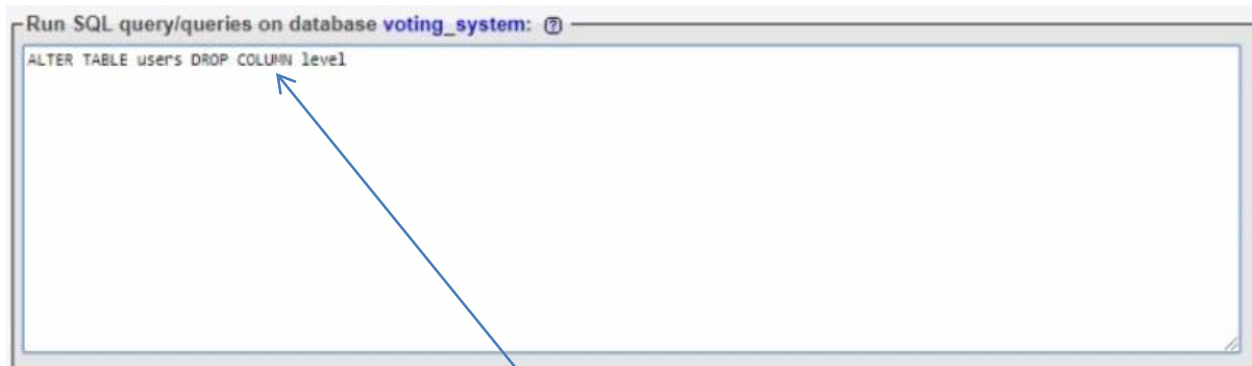 Run SQL query/queries on database voting_system:
ALTER TABLE users DROP COLUMN level